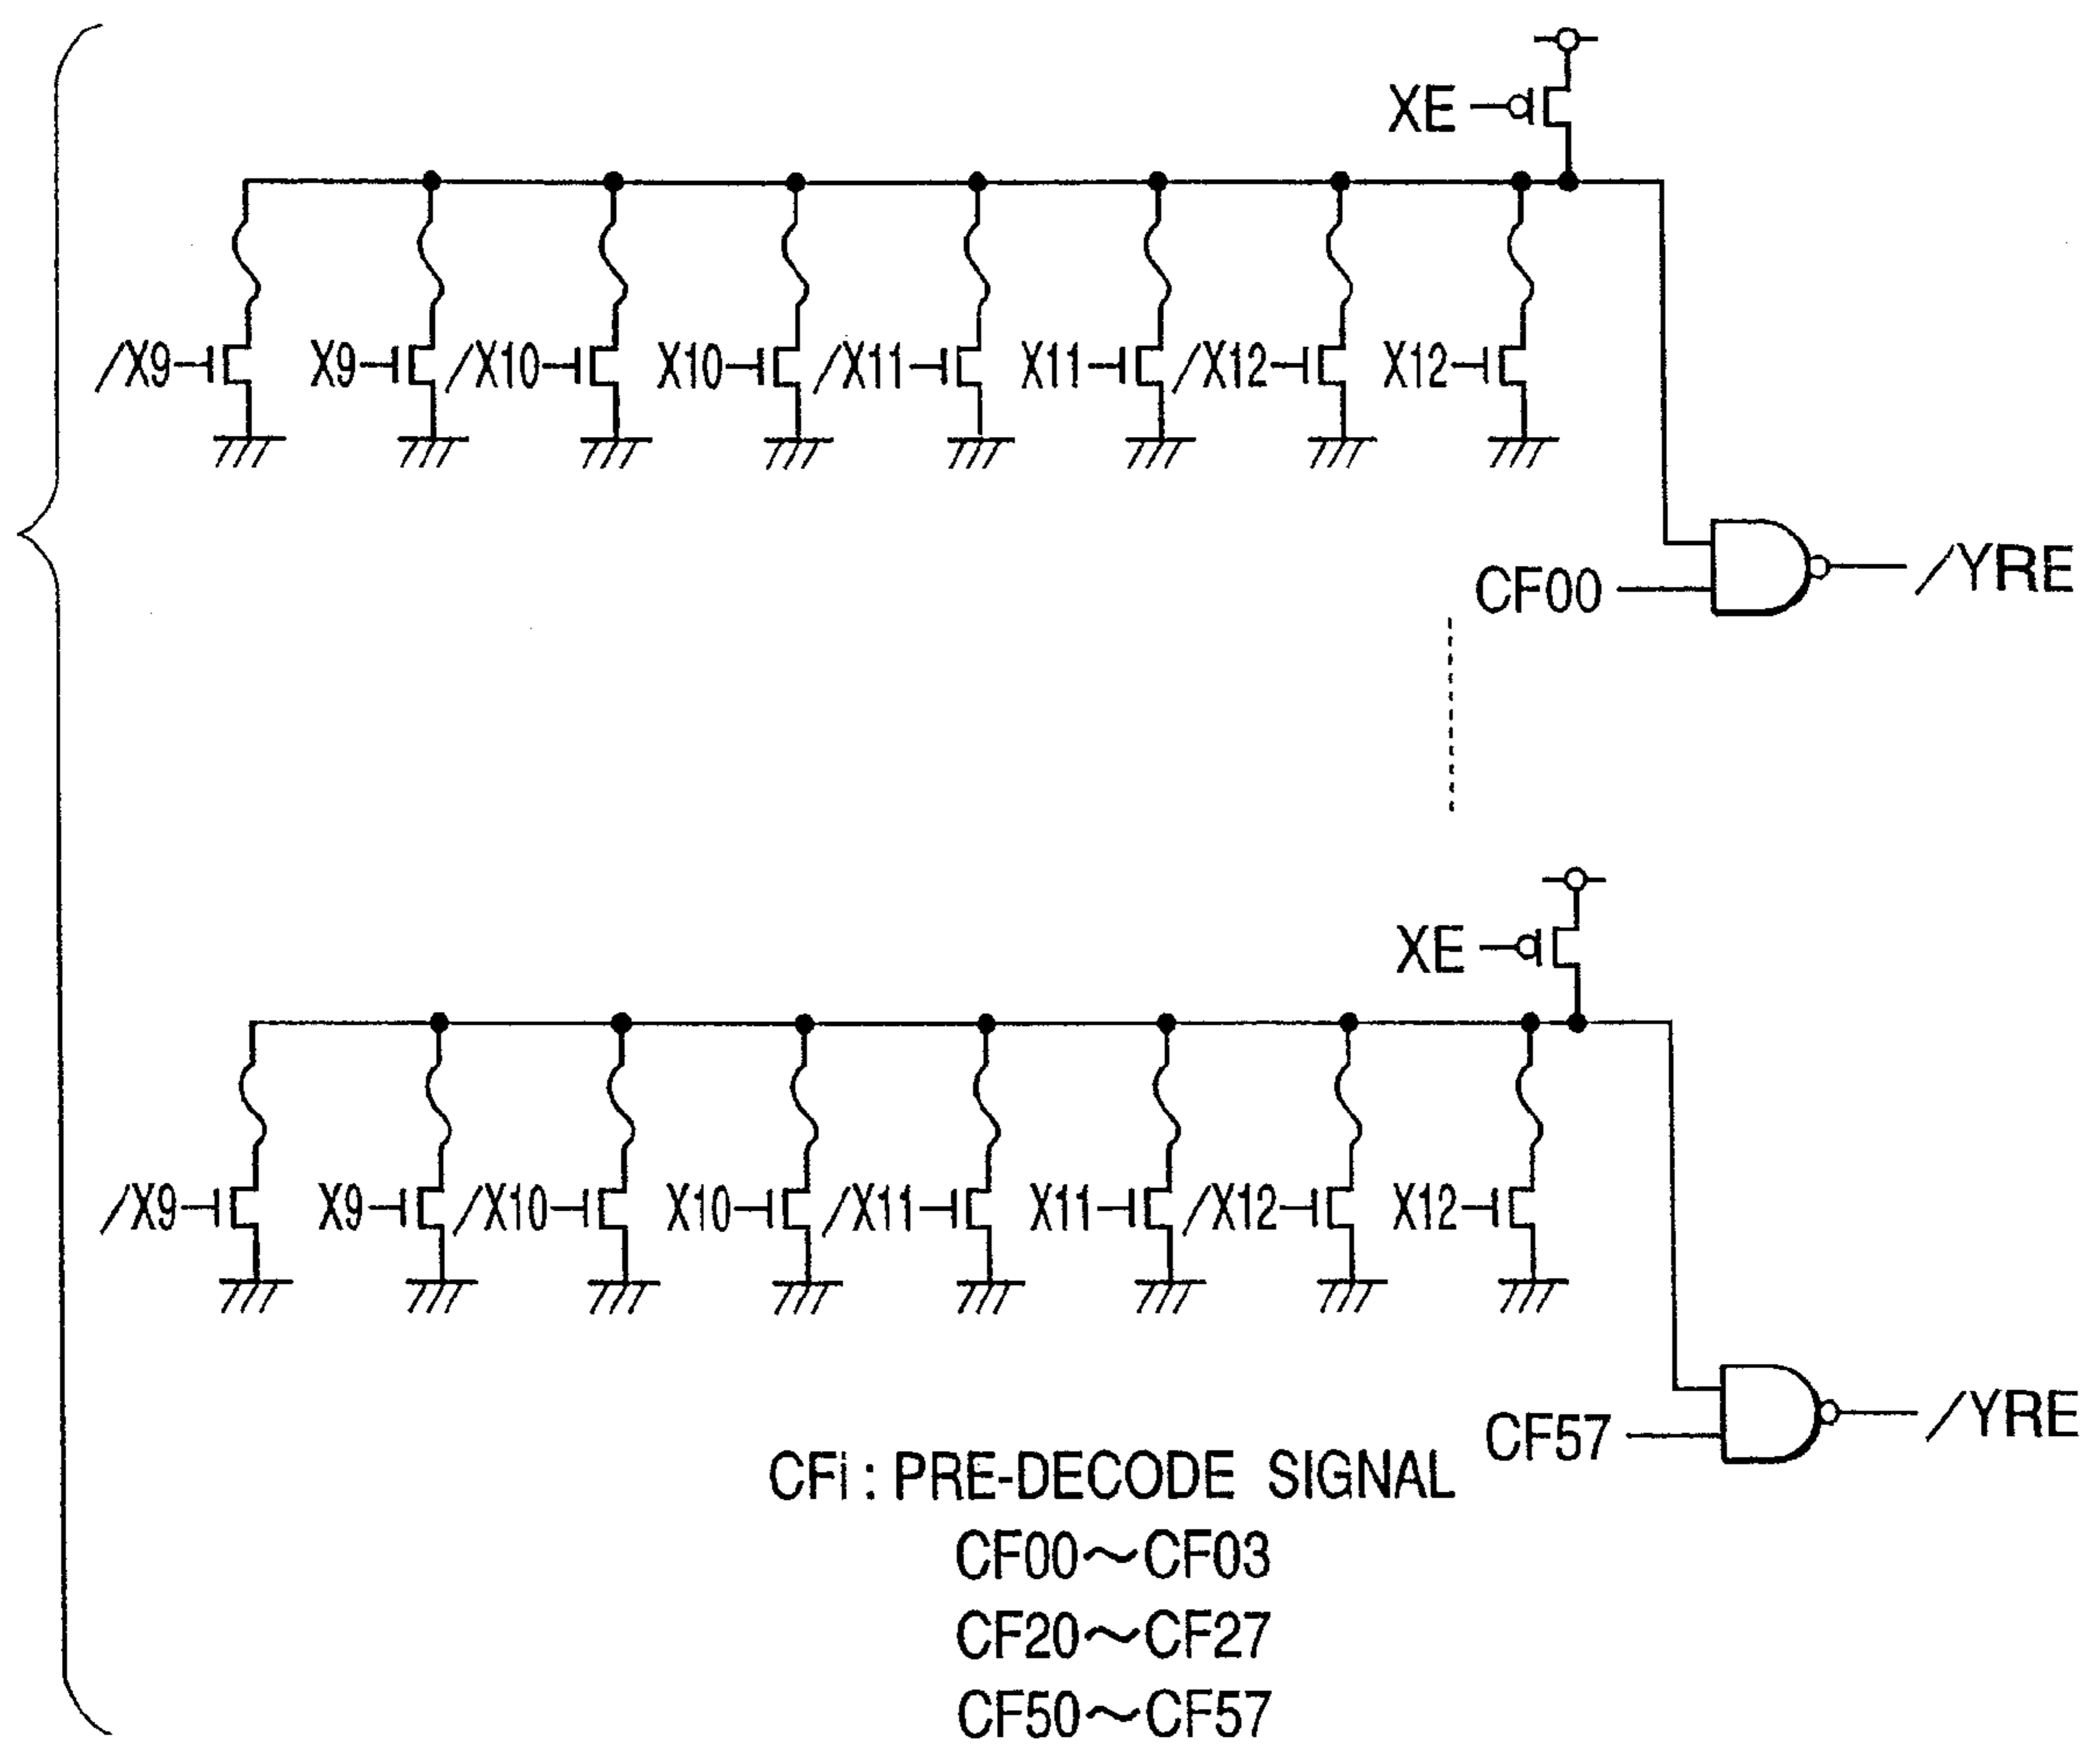 XE
/X9 X9 /X10 X10 /X11 X11 /X12 X12
CF00 /YRE
XE
/X9 X9 /X10 X10 /X11 X11 /X12 X12
CF57 /YRE
CFi : PRE-DECODE SIGNAL
CF00～CF03
CF20～CF27
CF50～CF57